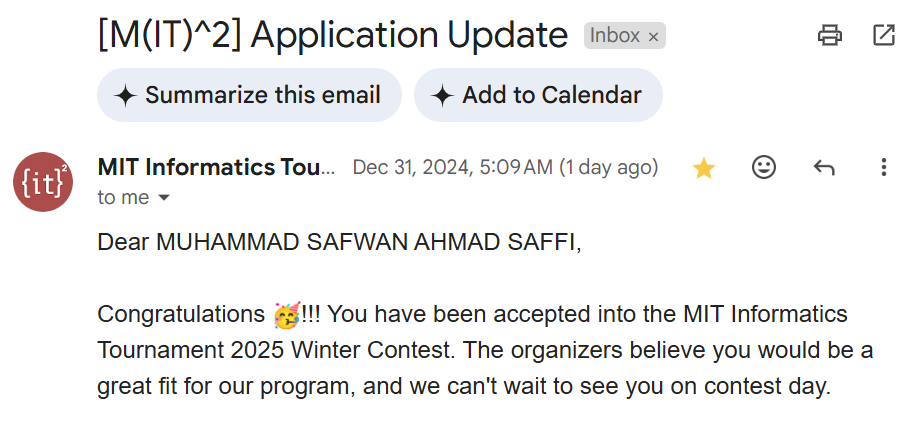 [M(IT)^2] Application Update Inbox ×
Summarize this email Add to Calendar
{it}²
MIT Informatics Tou... Dec 31, 2024, 5:09 AM (1 day ago)
to me
Dear MUHAMMAD SAFWAN AHMAD SAFFI,
Congratulations 🥳!!! You have been accepted into the MIT Informatics
Tournament 2025 Winter Contest. The organizers believe you would be a
great fit for our program, and we can't wait to see you on contest day.